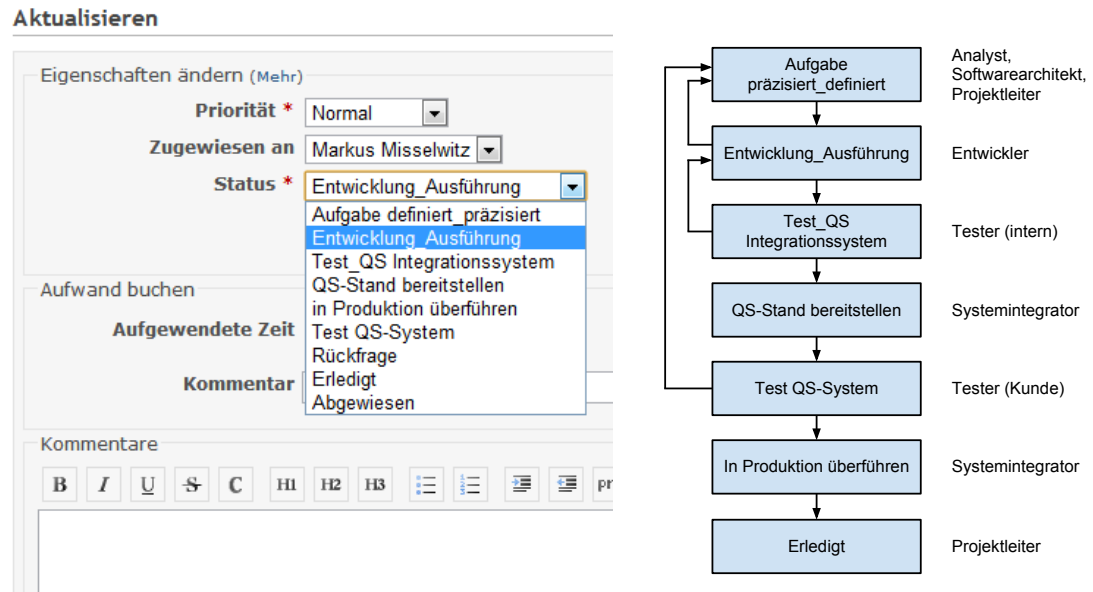 Aktualisieren
Eigenschaften ändern (Mehr)
Priorität * Normal
Zugewiesen an Markus Misselwitz
Status * Entwicklung_Ausführung
Aufgabe definiert_präzisiert
Entwicklung_Ausführung
Test_QS Integrationssystem
QS-Stand bereitstellen
in Produktion überführen
Test QS-System
Rückfrage
Erledigt
Abgewiesen
Aufwand buchen
Aufgewendete Zeit
Kommentar
Kommentare
B I U S C H1 H2 H3 pr
Aufgabe
präzisiert_definiert
Analyst,
Softwarearchitekt,
Projektleiter
Entwicklung_Ausführung
Entwickler
Test_QS
Integrationssystem
Tester (intern)
QS-Stand bereitstellen
Systemintegrator
Test QS-System
Tester (Kunde)
In Produktion überführen
Systemintegrator
Erledigt
Projektleiter